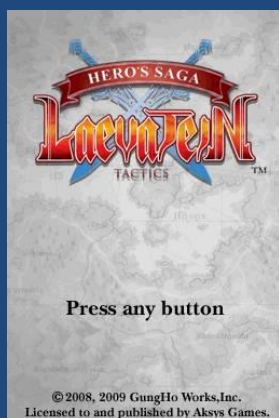 HERO'S SAGA
LAEVATEIN
TACTICS
TM
Press any button
© 2008, 2009 GungHo Works,Inc.
Licensed to and published by Aksys Games.